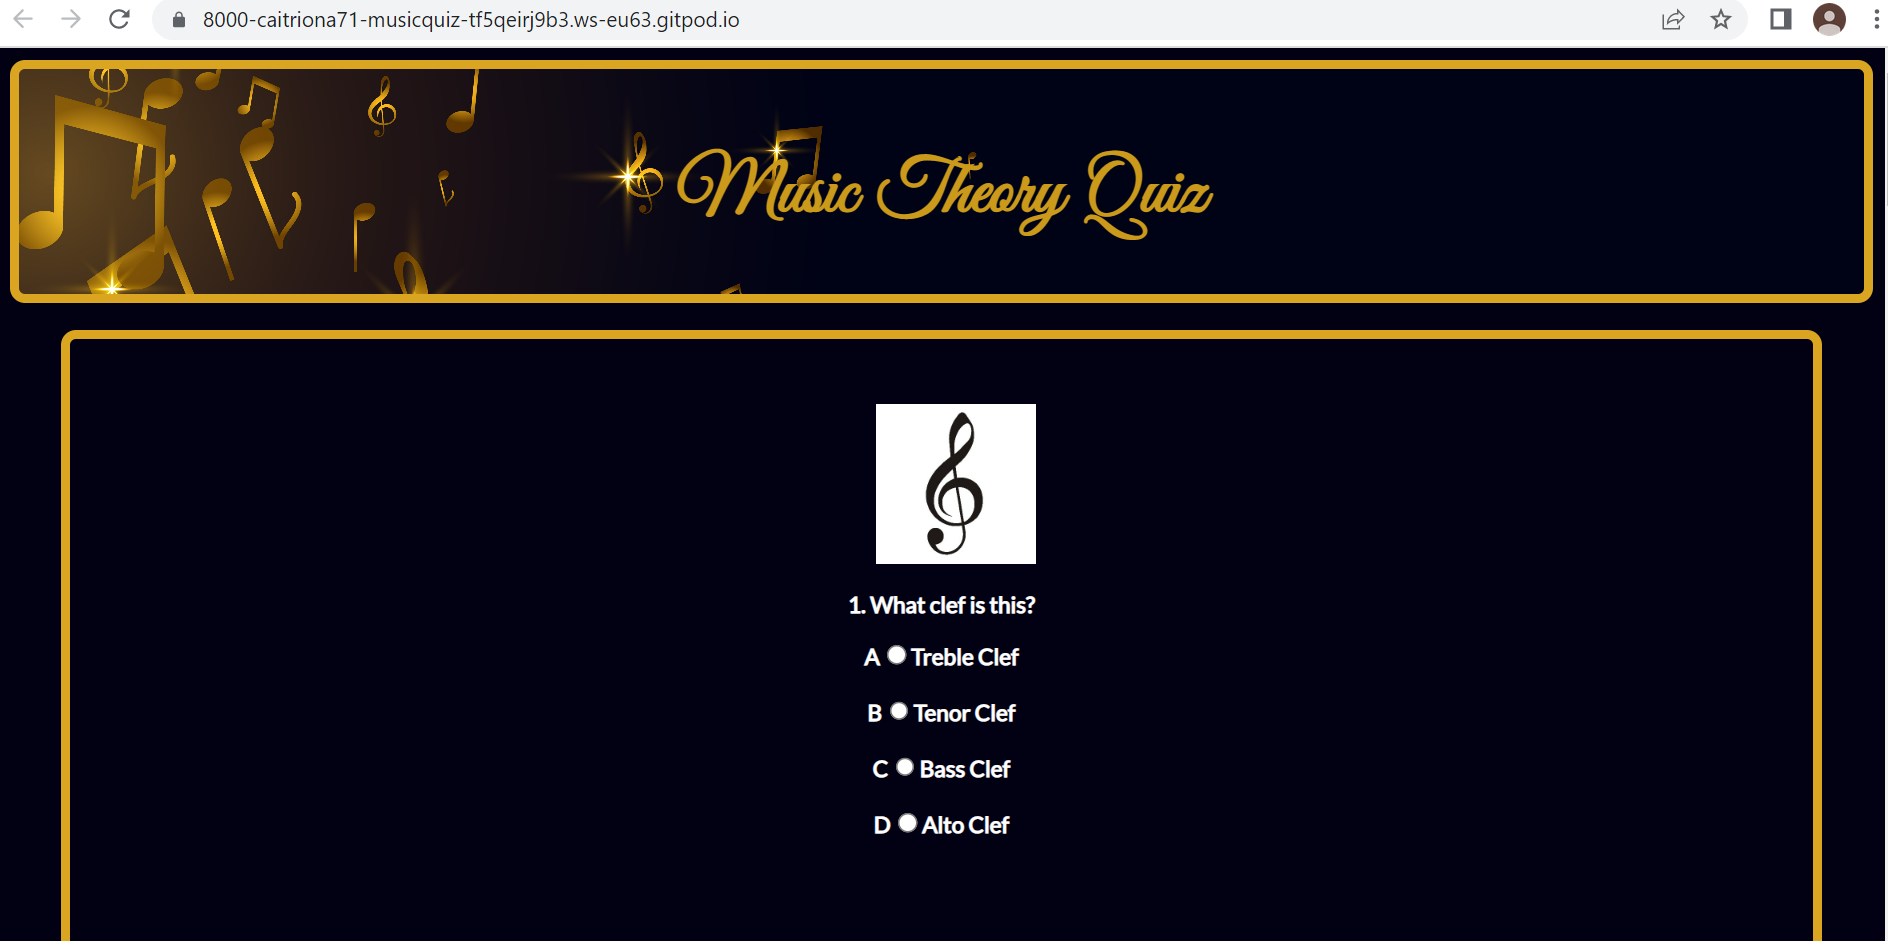 8000-caitriona71-musicquiz-tf5qeirj9b3.ws-eu63.gitpod.io
Music Theory Quiz
1. What clef is this?
A Treble Clef
B Tenor Clef
C Bass Clef
D Alto Clef